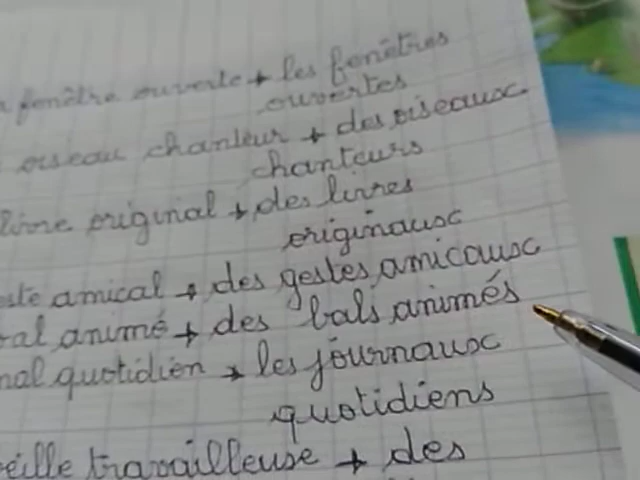 fenêtre ouverte → les fenêtres
ouvertes
oiseau chanteur → des oiseaux
chanteurs
livre original → des livres
originaux
amical → des gestes amicaux
animé → des bals animés
quotidien → les journaux
quotidiens
travailleuse → des